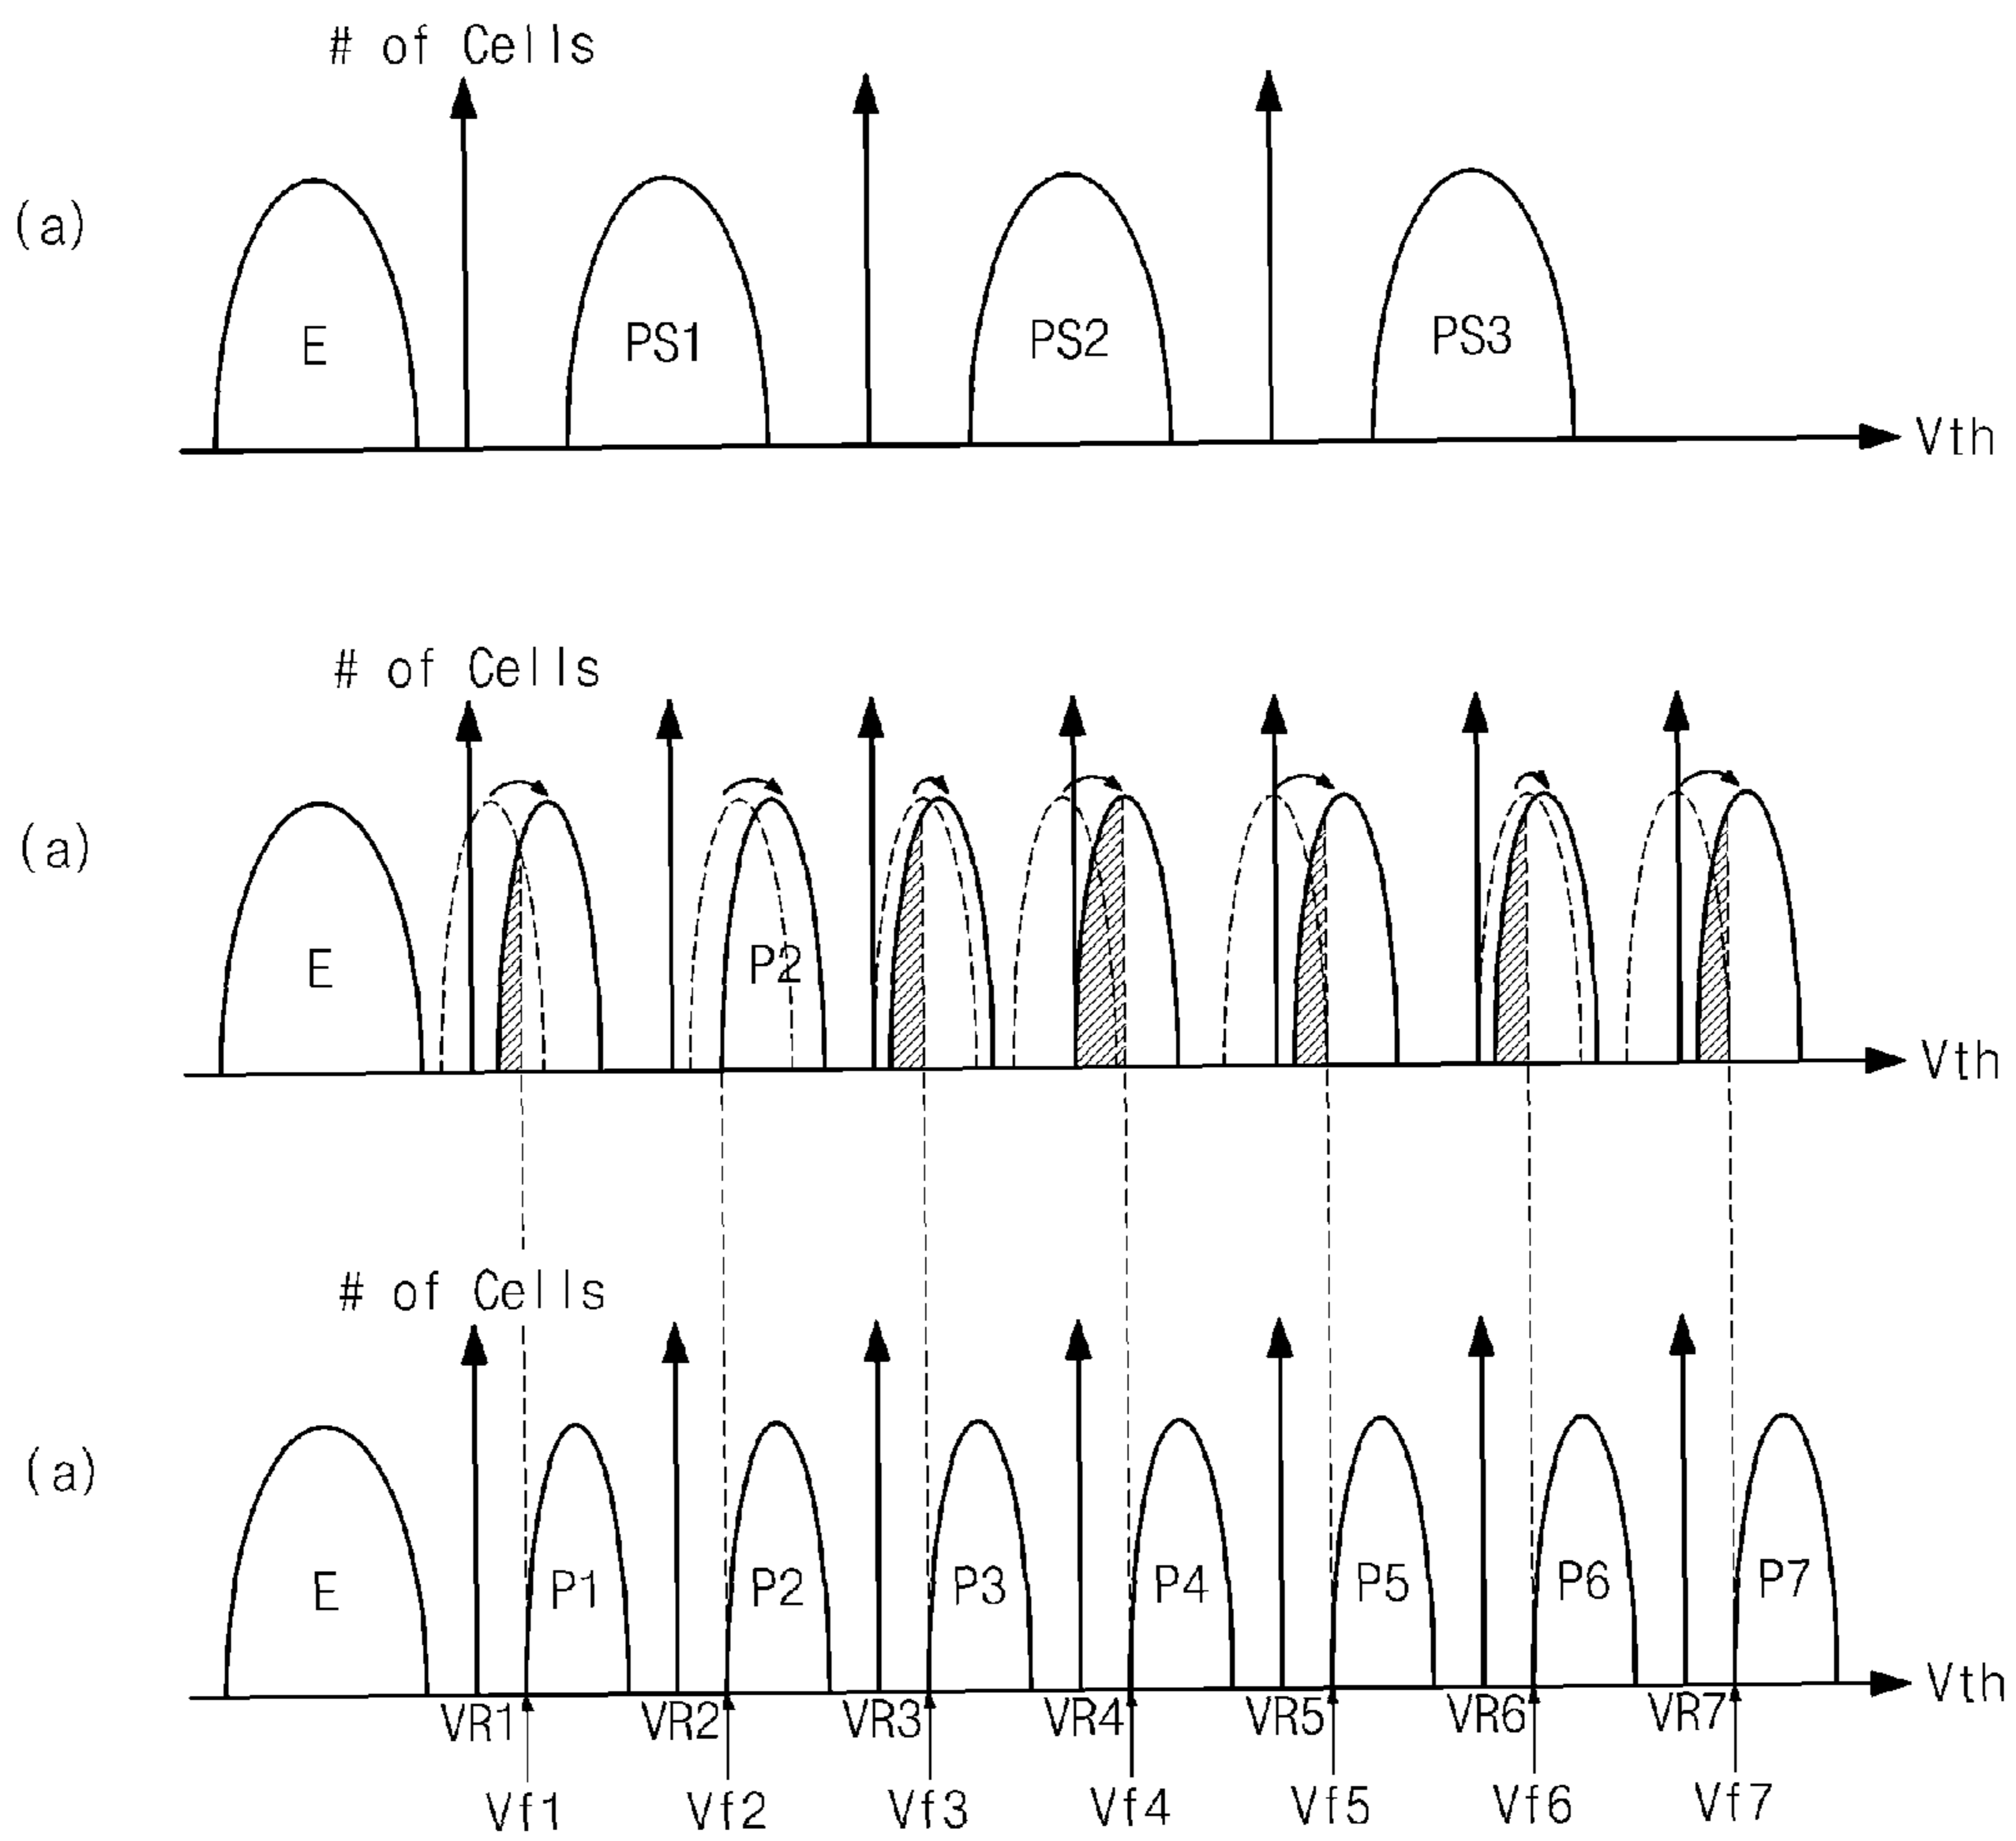 # of Cells
(a)
E
PS1
PS2
PS3
Vth
# of Cells
(a)
E
P2
Vth
# of Cells
(a)
E
P1
P2
P3
P4
P5
P6
P7
Vth
VR1
VR2
VR3
VR4
VR5
VR6
VR7
Vf1
Vf2
Vf3
Vf4
Vf5
Vf6
Vf7